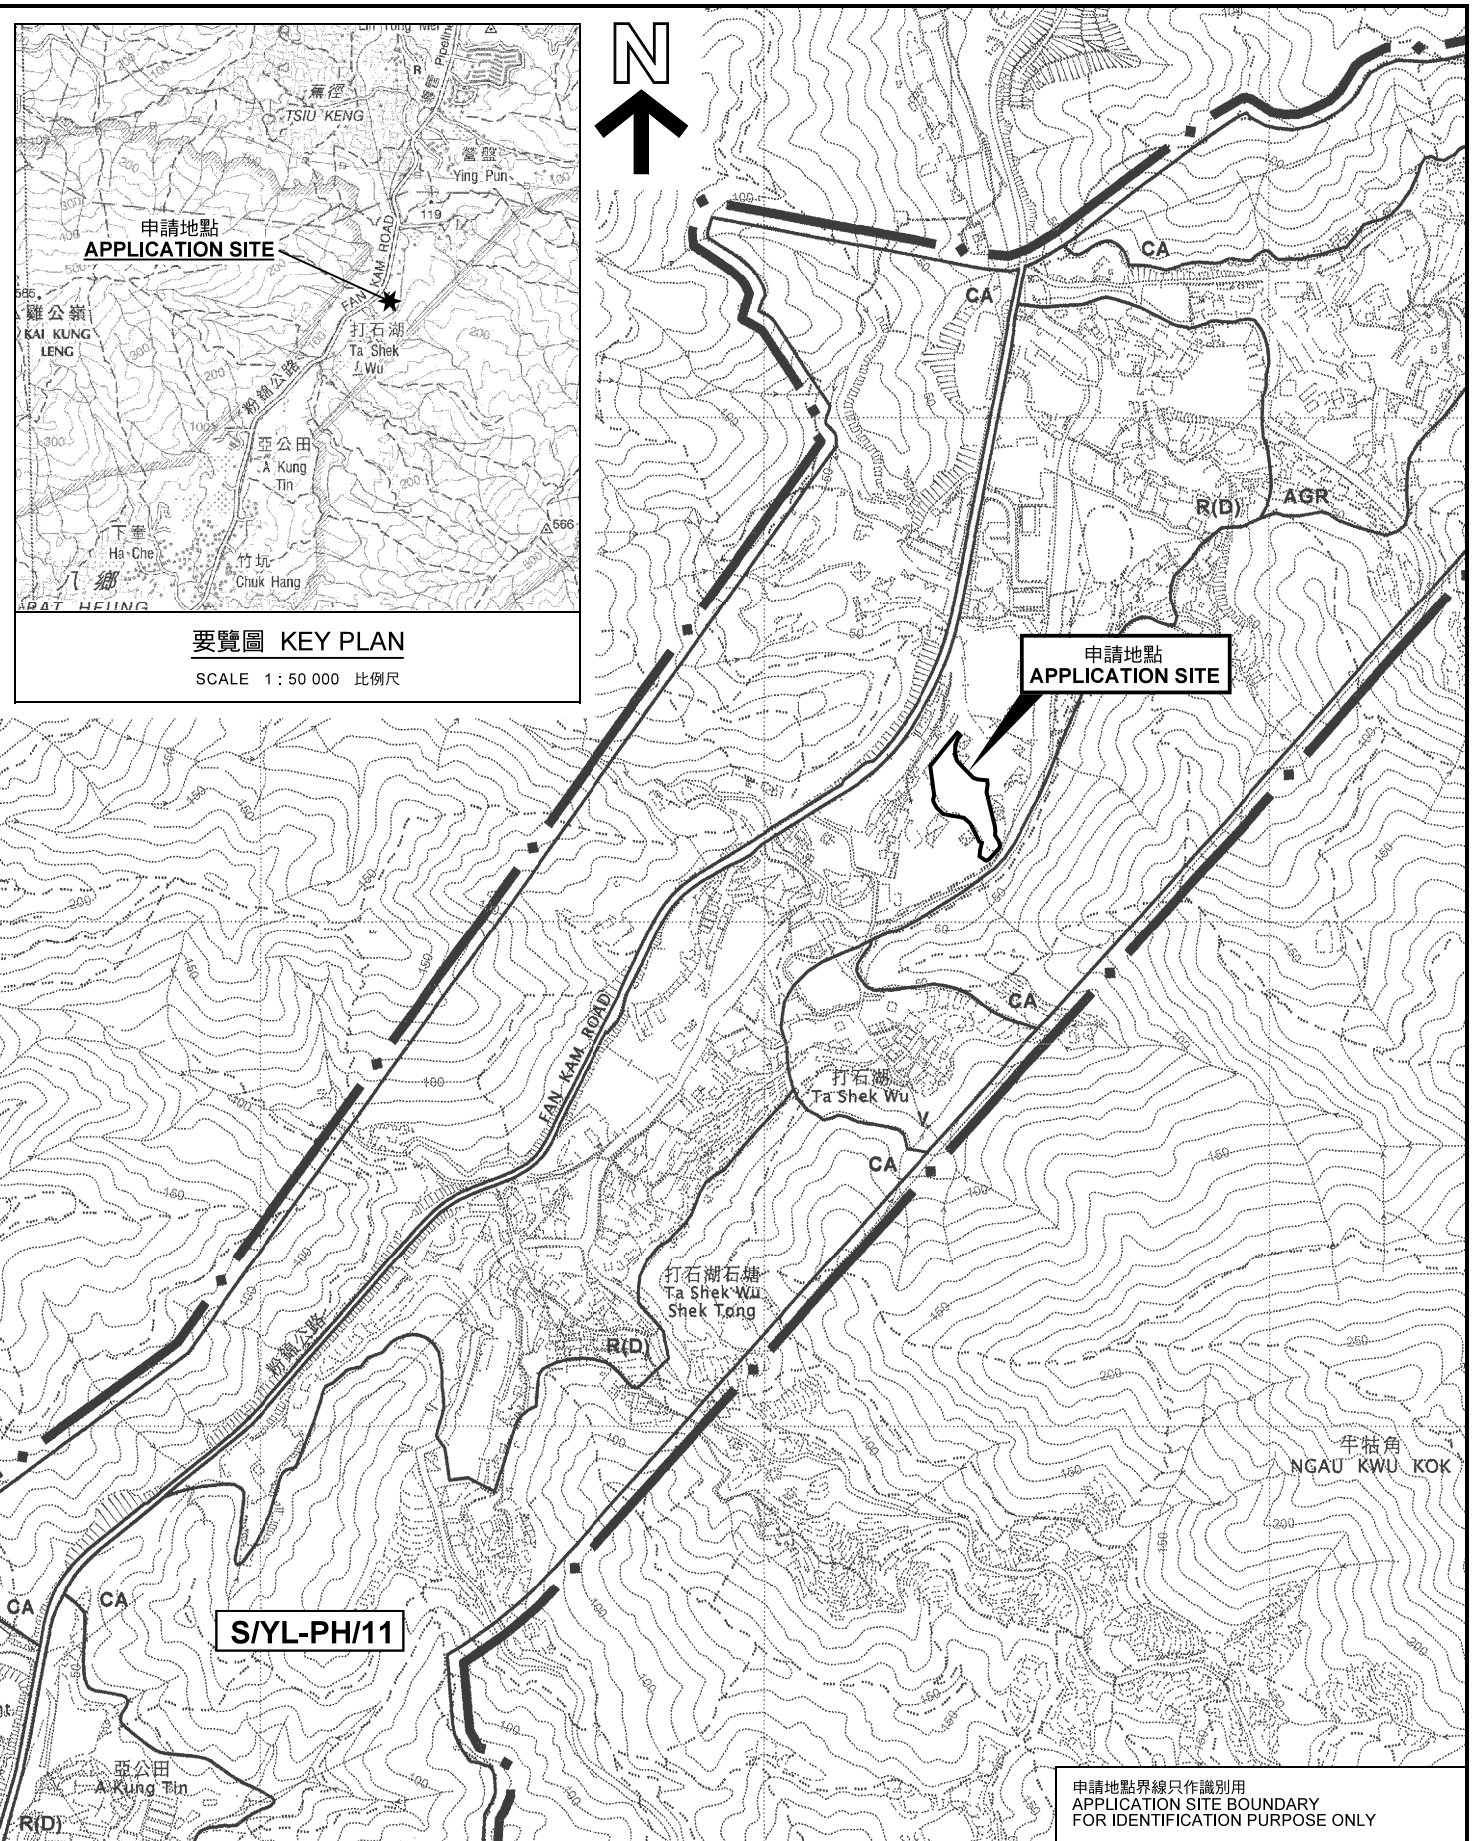 N
TSIU KENG
蕉徑
R
營盤
Ying Pun
119
申請地點
APPLICATION SITE
FAN KAM ROAD
雞公嶺
KAI KUNG
LENG
打石湖
Ta Shek
Wu
粉錦公路
亞公田
A Kung
Tin
566
下輋
Ha Che
竹坑
Chuk Hang
八鄉
PAT HEUNG
要覽圖 KEY PLAN
SCALE 1 : 50 000 比例尺
CA
CA
R(D)
AGR
申請地點
APPLICATION SITE
FAN KAM ROAD
CA
打石湖
Ta Shek Wu
V
CA
打石湖石塘
Ta Shek Wu
Shek Tong
粉錦公路
R(D)
牛牯角
NGAU KWU KOK
CA
CA
S/YL-PH/11
亞公田
A Kung Tin
R(D)
申請地點界線只作識別用
APPLICATION SITE BOUNDARY
FOR IDENTIFICATION PURPOSE ONLY